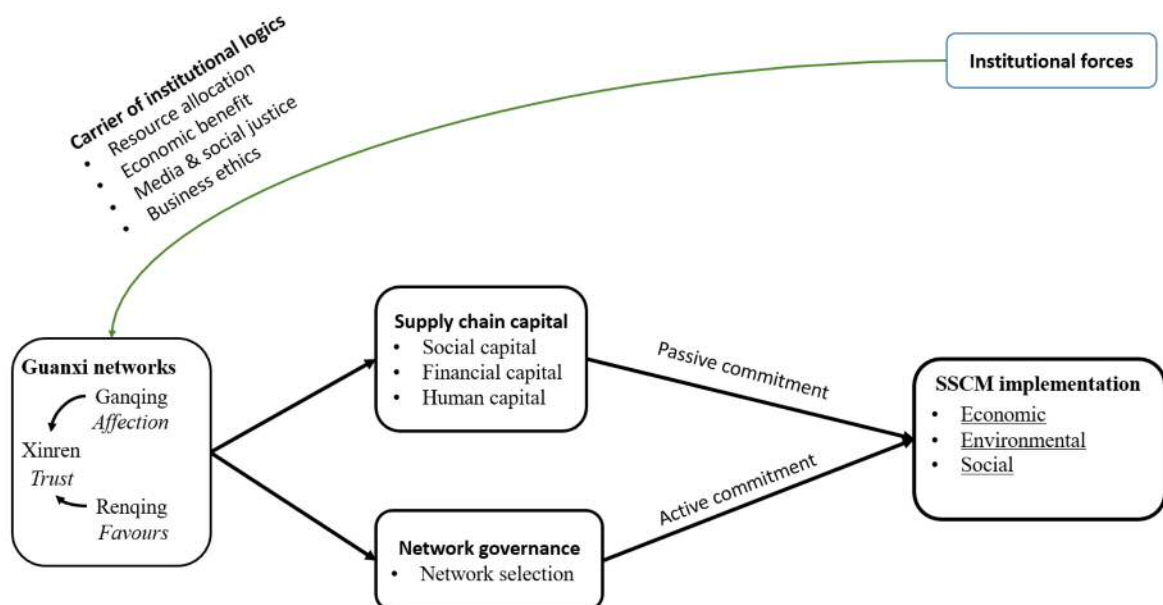 Carrier of institutional logics
• Resource allocation
• Economic benefit
• Media & social justice
• Business ethics
Institutional forces
Guanxi networks
Ganqing
Affection
Xinren
Trust
Renqing
Favours
Supply chain capital
• Social capital
• Financial capital
• Human capital
Network governance
• Network selection
Passive commitment
Active commitment
SSCM implementation
• Economic
• Environmental
• Social